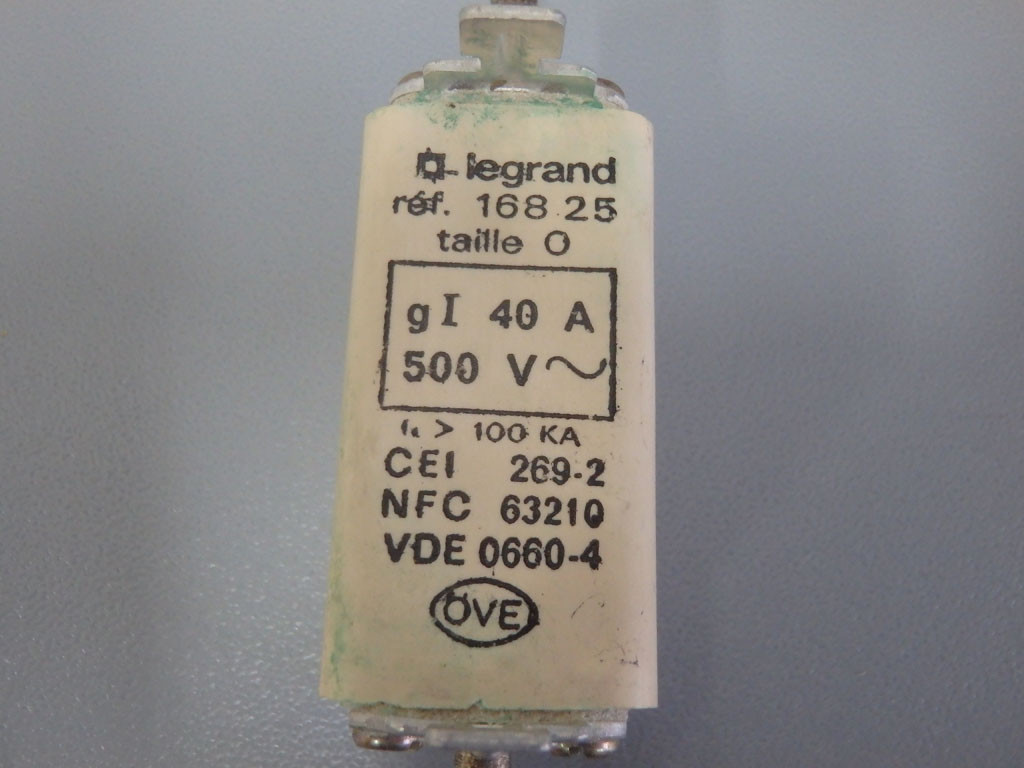 legrand
réf. 168 25
taille 0
gI 40 A
500 V~
> 100 KA
CEI 269-2
NFC 63210
VDE 0660-4
ÖVE